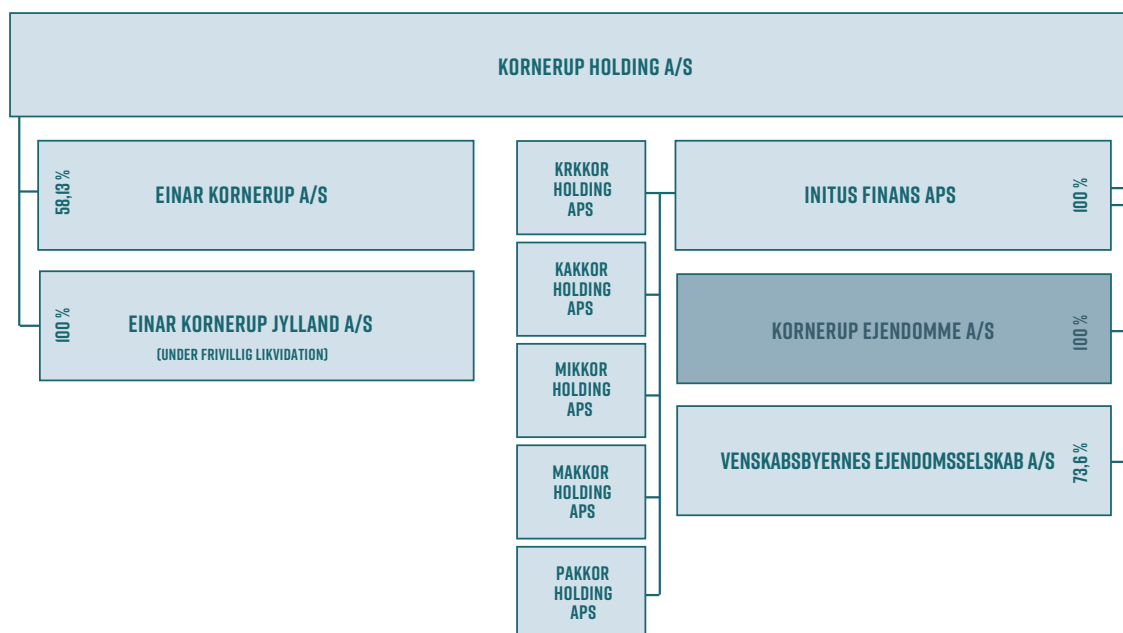 KORNERUP HOLDING A/S
58,13 %
EINAR KORNERUP A/S
100 %
EINAR KORNERUP JYLLAND A/S
(UNDER FRIVILLIG LIKVIDATION)
KRKKOR
HOLDING
APS
KAKKOR
HOLDING
APS
MIKKOR
HOLDING
APS
MAKKOR
HOLDING
APS
PAKKOR
HOLDING
APS
INITUS FINANS APS
100 %
KORNERUP EJENDOMME A/S
100 %
VENSKABSBYERNES EJENDOMSSELSKAB A/S
73,6 %